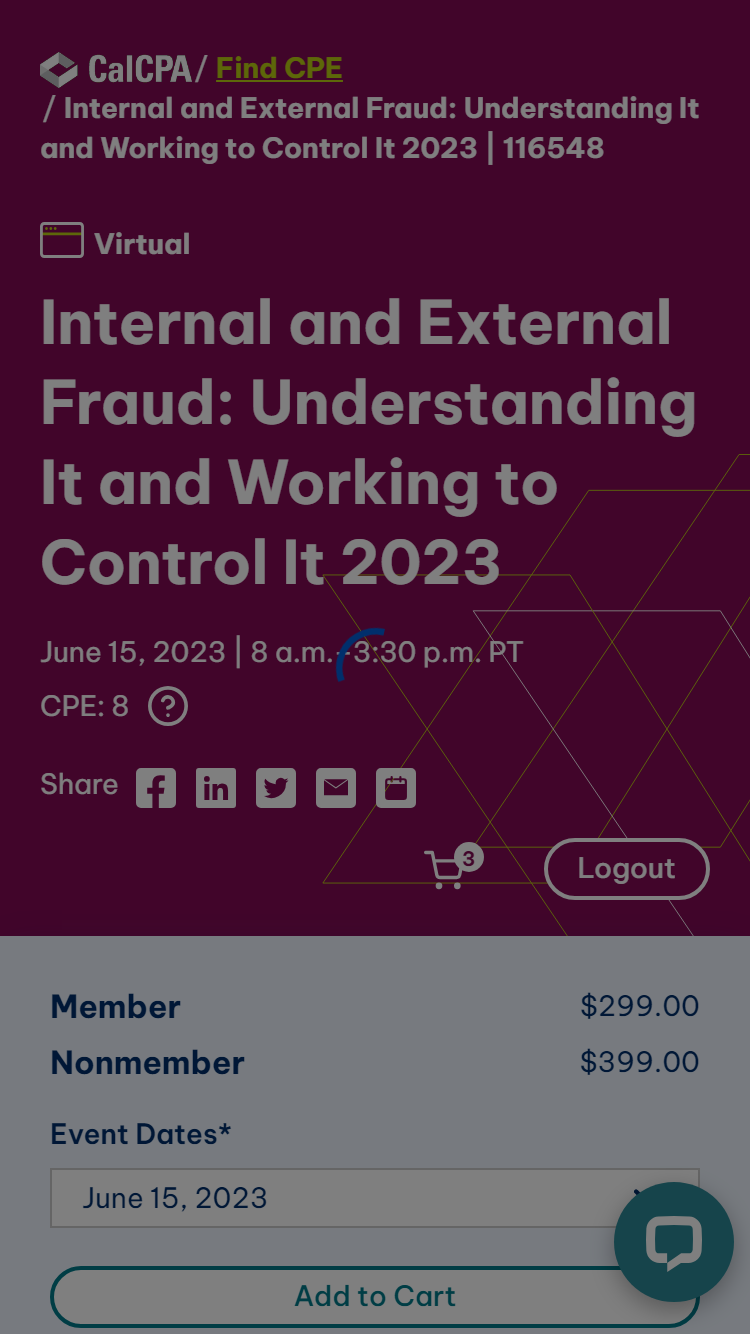 CalCPA / Find CPE
/ Internal and External Fraud: Understanding It
and Working to Control It 2023 | 116548
Virtual
Internal and External
Fraud: Understanding
It and Working to
Control It 2023
June 15, 2023 | 8 a.m.–3:30 p.m. PT
CPE: 8 ?
Share
3
Logout
Member $299.00
Nonmember $399.00
Event Dates*
June 15, 2023
Add to Cart